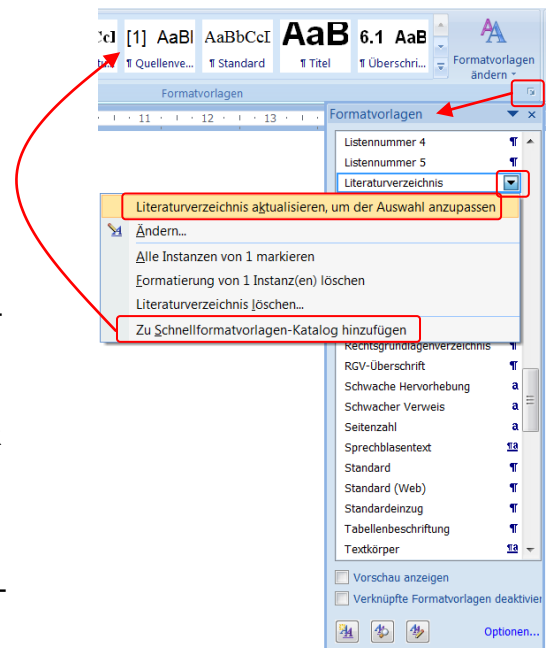 [1] AaBl AaBbCcI AaB 6.1 AaB
¶ Quellenve... ¶ Standard ¶ Titel ¶ Überschri...
Formatvorlagen
ändern
Formatvorlagen
11 12 13
Formatvorlagen
Listennummer 4 ¶
Listennummer 5 ¶
Literaturverzeichnis
Literaturverzeichnis aktualisieren, um der Auswahl anzupassen
Ändern...
Alle Instanzen von 1 markieren
Formatierung von 1 Instanz(en) löschen
Literaturverzeichnis löschen...
Zu Schnellformatvorlagen-Katalog hinzufügen
Rechtsgrundlagenverzeichnis ¶
RGV-Überschrift ¶
Schwache Hervorhebung a
Schwacher Verweis a
Seitenzahl a
Sprechblasentext ¶a
Standard ¶
Standard (Web) ¶
Standardeinzug ¶
Tabellenbeschriftung ¶
Textkörper ¶a
Vorschau anzeigen
Verknüpfte Formatvorlagen deaktivier
Optionen...